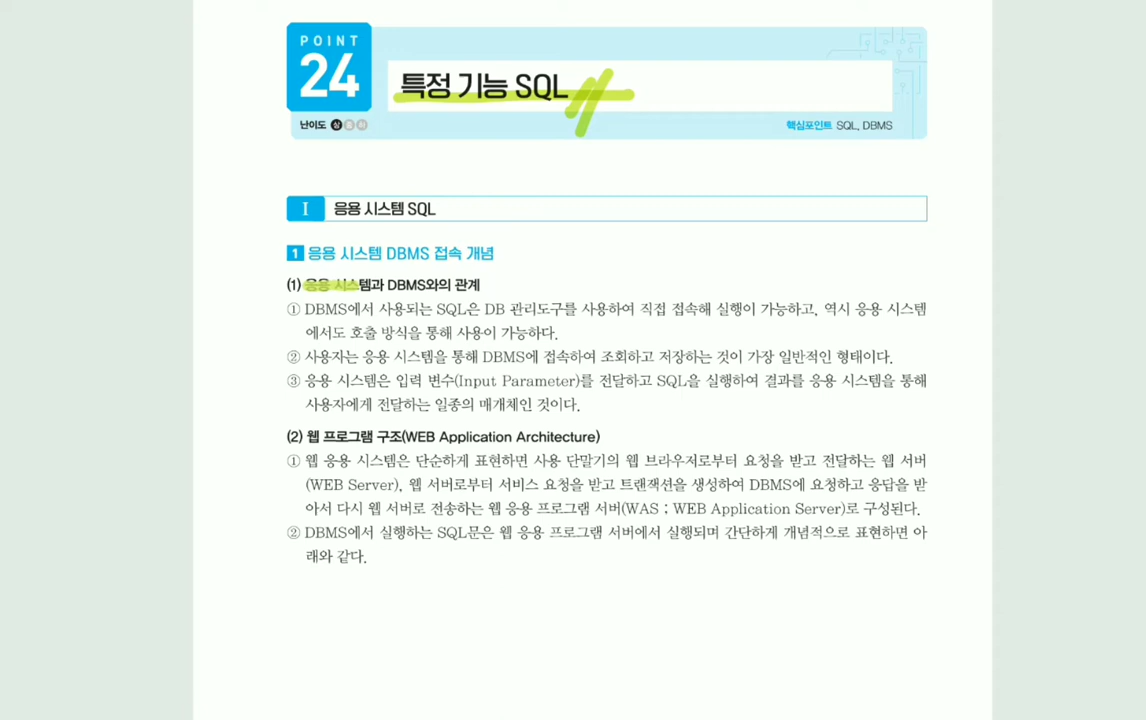 POINT
24
특정 기능 SQL
난이도 상 중 하
핵심포인트 SQL, DBMS
I 응용 시스템 SQL
1 응용 시스템 DBMS 접속 개념
(1) 응용 시스템과 DBMS와의 관계
① DBMS에서 사용되는 SQL은 DB 관리도구를 사용하여 직접 접속해 실행이 가능하고, 역시 응용 시스템
에서도 호출 방식을 통해 사용이 가능하다.
② 사용자는 응용 시스템을 통해 DBMS에 접속하여 조회하고 저장하는 것이 가장 일반적인 형태이다.
③ 응용 시스템은 입력 변수(Input Parameter)를 전달하고 SQL을 실행하여 결과를 응용 시스템을 통해
사용자에게 전달하는 일종의 매개체인 것이다.
(2) 웹 프로그램 구조(WEB Application Architecture)
① 웹 응용 시스템은 단순하게 표현하면 사용 단말기의 웹 브라우저로부터 요청을 받고 전달하는 웹 서버
(WEB Server), 웹 서버로부터 서비스 요청을 받고 트랜잭션을 생성하여 DBMS에 요청하고 응답을 받
아서 다시 웹 서버로 전송하는 웹 응용 프로그램 서버(WAS ; WEB Application Server)로 구성된다.
② DBMS에서 실행하는 SQL문은 웹 응용 프로그램 서버에서 실행되며 간단하게 개념적으로 표현하면 아
래와 같다.